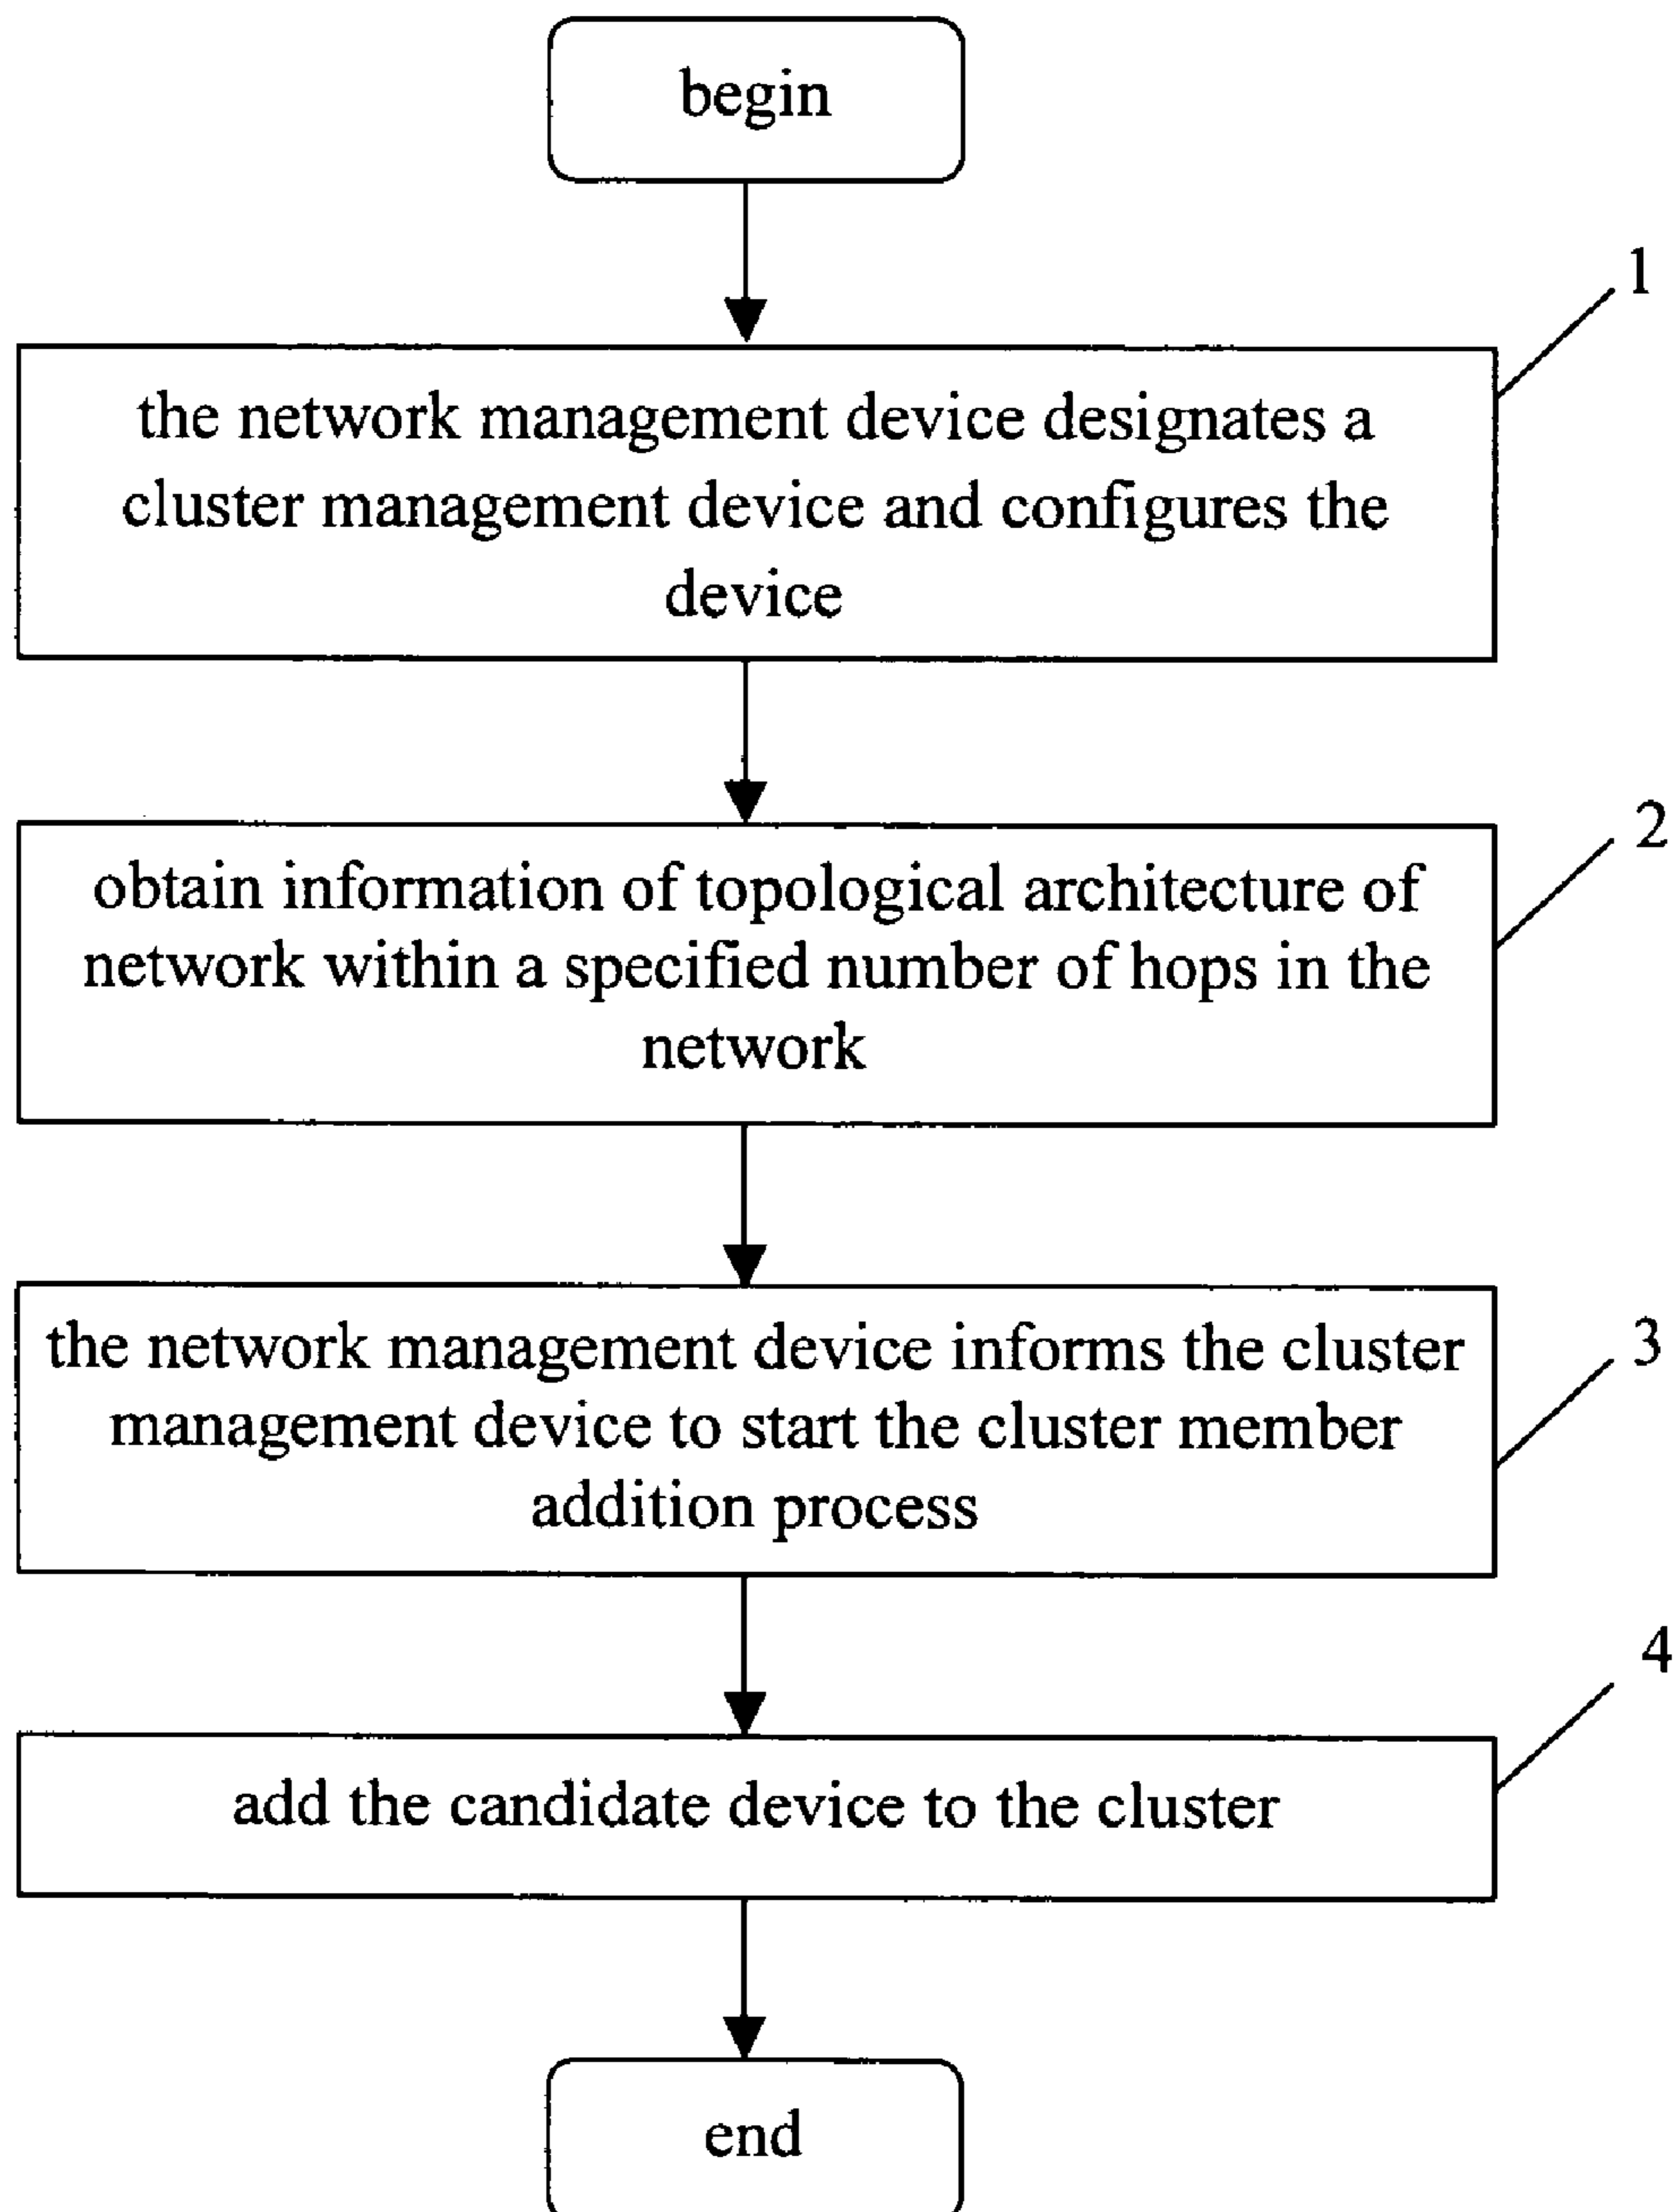 begin
1
the network management device designates a
cluster management device and configures the
device
2
obtain information of topological architecture of
network within a specified number of hops in the
network
3
the network management device informs the cluster
management device to start the cluster member
addition process
4
add the candidate device to the cluster
end